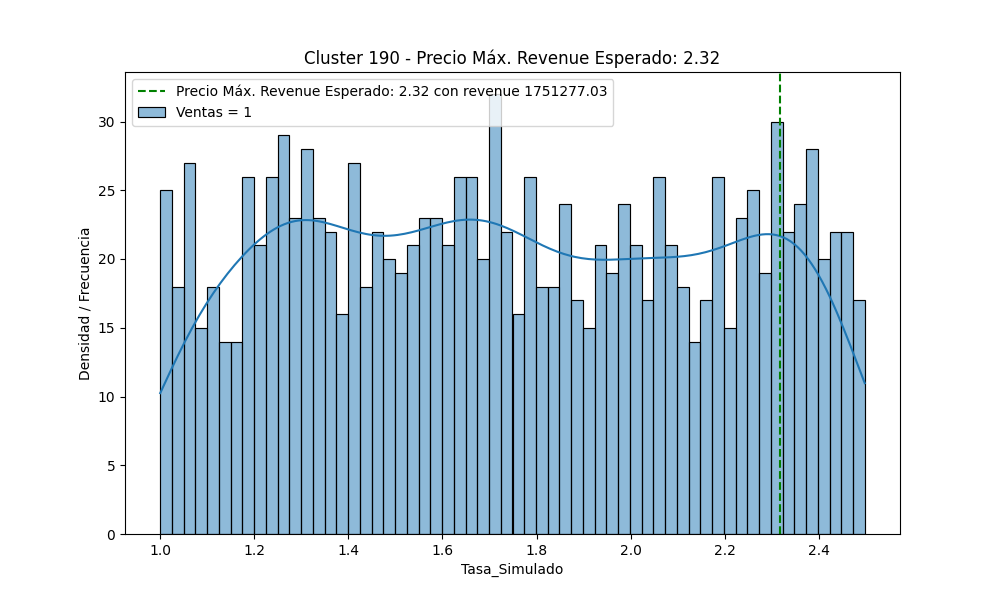 Cluster 190 - Precio Máx. Revenue Esperado: 2.32
Precio Máx. Revenue Esperado: 2.32 con revenue 1751277.03
Ventas = 1
Densidad / Frecuencia
30
25
20
15
10
5
0
1.0 1.2 1.4 1.6 1.8 2.0 2.2 2.4
Tasa_Simulado